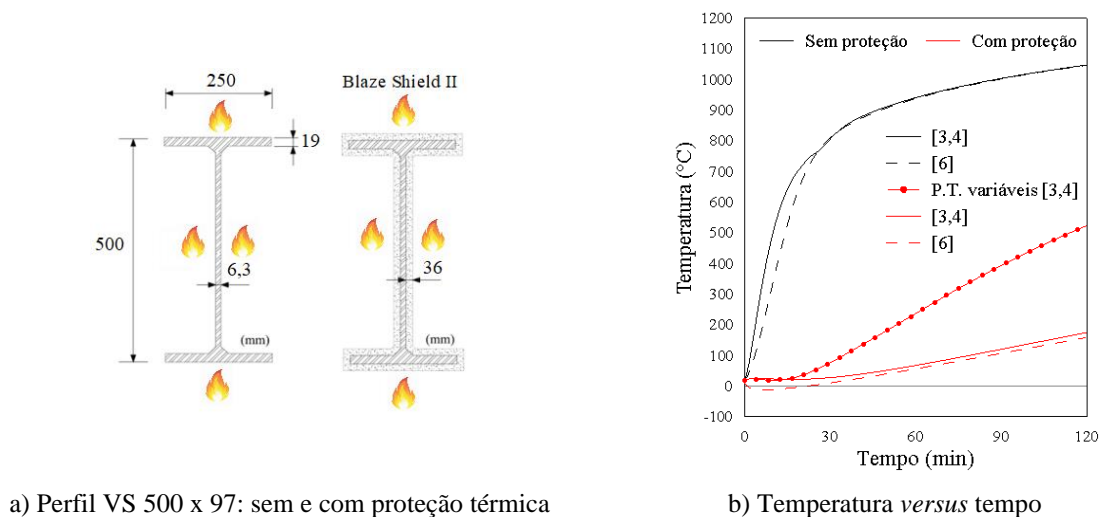 250
Blaze Shield II
19
500
6,3
36
(mm)
(mm)
a) Perfil VS 500 x 97: sem e com proteção térmica
1200
1100
1000
900
800
700
600
500
400
300
200
100
0
-100
Temperatura (°C)
Sem proteção
Com proteção
[3,4]
[6]
P.T. variáveis [3,4]
[3,4]
[6]
0
30
60
90
120
Tempo (min)
b) Temperatura versus tempo